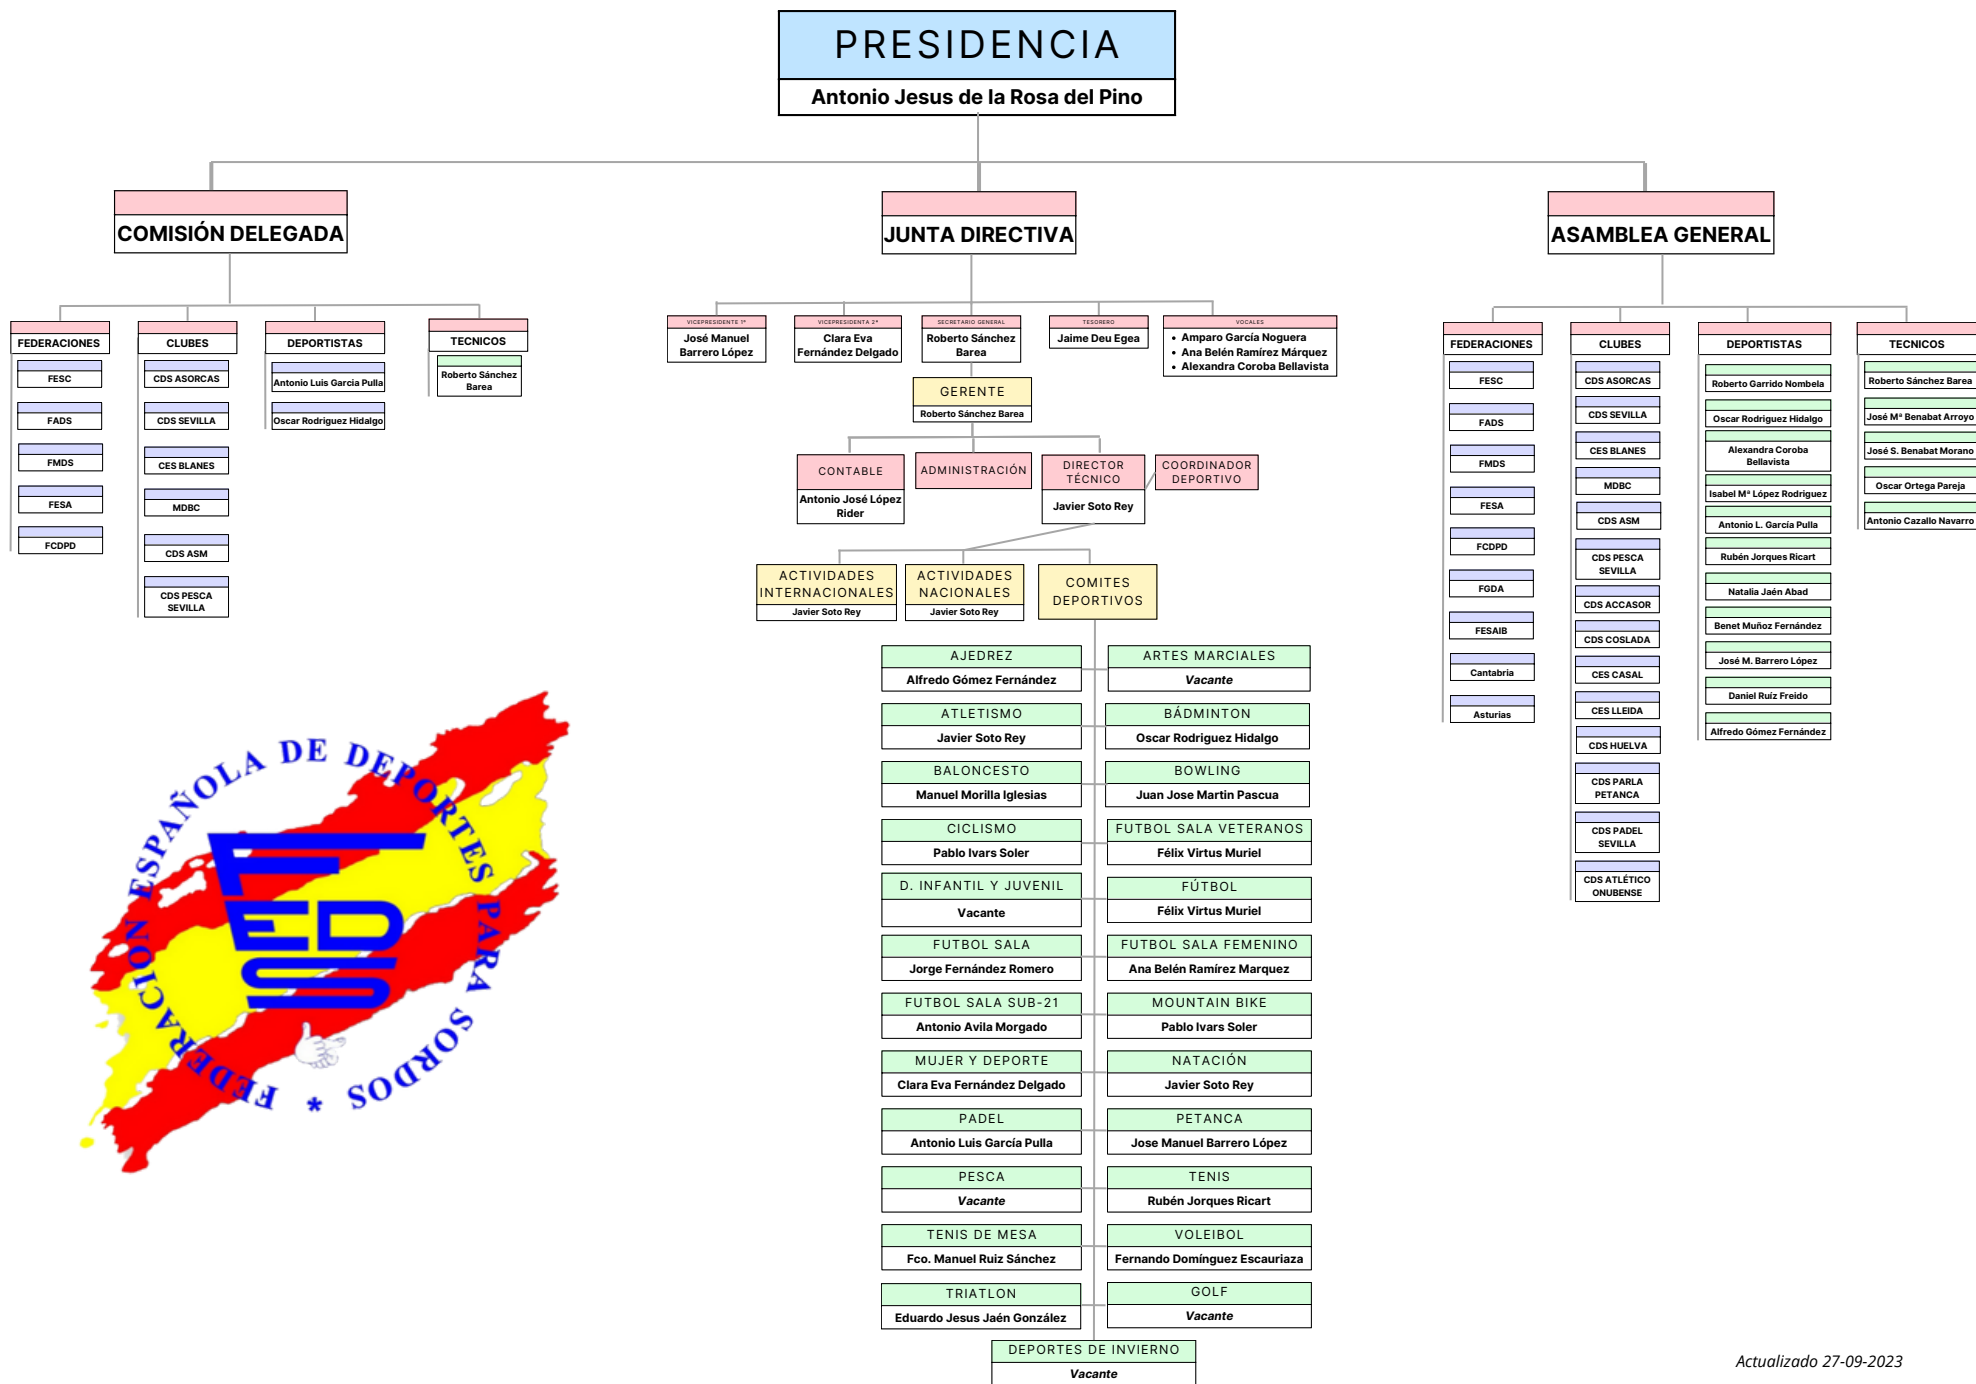 PRESIDENCIA
Antonio Jesus de la Rosa del Pino
COMISIÓN DELEGADA
FEDERACIONES
FESC
FADS
FMDS
FESA
FCDPD
CLUBES
CDS ASORCAS
CDS SEVILLA
CES BLANES
MDBC
CDS ASM
CDS PESCA
SEVILLA
DEPORTISTAS
Antonio Luis Garcia Pulla
Oscar Rodriguez Hidalgo
TECNICOS
Roberto Sánchez
Barea
JUNTA DIRECTIVA
VICEPRESIDENTE 1º
José Manuel
Barrero López
VICEPRESIDENTA 2ª
Clara Eva
Fernández Delgado
SECRETARIO GENERAL
Roberto Sánchez
Barea
TESORERO
Jaime Deu Egea
VOCALES
• Amparo García Noguera
• Ana Belén Ramírez Márquez
• Alexandra Coroba Bellavista
GERENTE
Roberto Sánchez Barea
CONTABLE
Antonio José López
Rider
ADMINISTRACIÓN
DIRECTOR
TÉCNICO
Javier Soto Rey
COORDINADOR
DEPORTIVO
ACTIVIDADES
INTERNACIONALES
Javier Soto Rey
ACTIVIDADES
NACIONALES
Javier Soto Rey
COMITES
DEPORTIVOS
AJEDREZ
Alfredo Gómez Fernández
ARTES MARCIALES
Vacante
ATLETISMO
Javier Soto Rey
BÁDMINTON
Oscar Rodriguez Hidalgo
BALONCESTO
Manuel Morilla Iglesias
BOWLING
Juan Jose Martin Pascua
CICLISMO
Pablo Ivars Soler
FUTBOL SALA VETERANOS
Félix Virtus Muriel
D. INFANTIL Y JUVENIL
Vacante
FÚTBOL
Félix Virtus Muriel
FUTBOL SALA
Jorge Fernández Romero
FUTBOL SALA FEMENINO
Ana Belén Ramírez Marquez
FUTBOL SALA SUB-21
Antonio Avila Morgado
MOUNTAIN BIKE
Pablo Ivars Soler
MUJER Y DEPORTE
Clara Eva Fernández Delgado
NATACIÓN
Javier Soto Rey
PADEL
Antonio Luis García Pulla
PETANCA
Jose Manuel Barrero López
PESCA
Vacante
TENIS
Rubén Jorques Ricart
TENIS DE MESA
Fco. Manuel Ruiz Sánchez
VOLEIBOL
Fernando Domínguez Escauriaza
TRIATLON
Eduardo Jesus Jaén González
GOLF
Vacante
DEPORTES DE INVIERNO
Vacante
ASAMBLEA GENERAL
FEDERACIONES
FESC
FADS
FMDS
FESA
FCDPD
FGDA
FESAIB
Cantabria
Asturias
CLUBES
CDS ASORCAS
CDS SEVILLA
CES BLANES
MDBC
CDS ASM
CDS PESCA
SEVILLA
CDS ACCASOR
CDS COSLADA
CES CASAL
CES LLEIDA
CDS HUELVA
CDS PARLA
PETANCA
CDS PADEL
SEVILLA
CDS ATLÉTICO
ONUBENSE
DEPORTISTAS
Roberto Garrido Nombela
Oscar Rodriguez Hidalgo
Alexandra Coroba
Bellavista
Isabel Mª López Rodriguez
Antonio L. García Pulla
Rubén Jorques Ricart
Natalia Jaén Abad
Benet Muñoz Fernández
José M. Barrero López
Daniel Ruíz Freido
Alfredo Gómez Fernández
TECNICOS
Roberto Sánchez Barea
José Mª Benabat Arroyo
José S. Benabat Morano
Oscar Ortega Pareja
Antonio Cazallo Navarro
FEDERACION ESPAÑOLA DE DEPORTES PARA SORDOS *
FEDS
Actualizado 27-09-2023